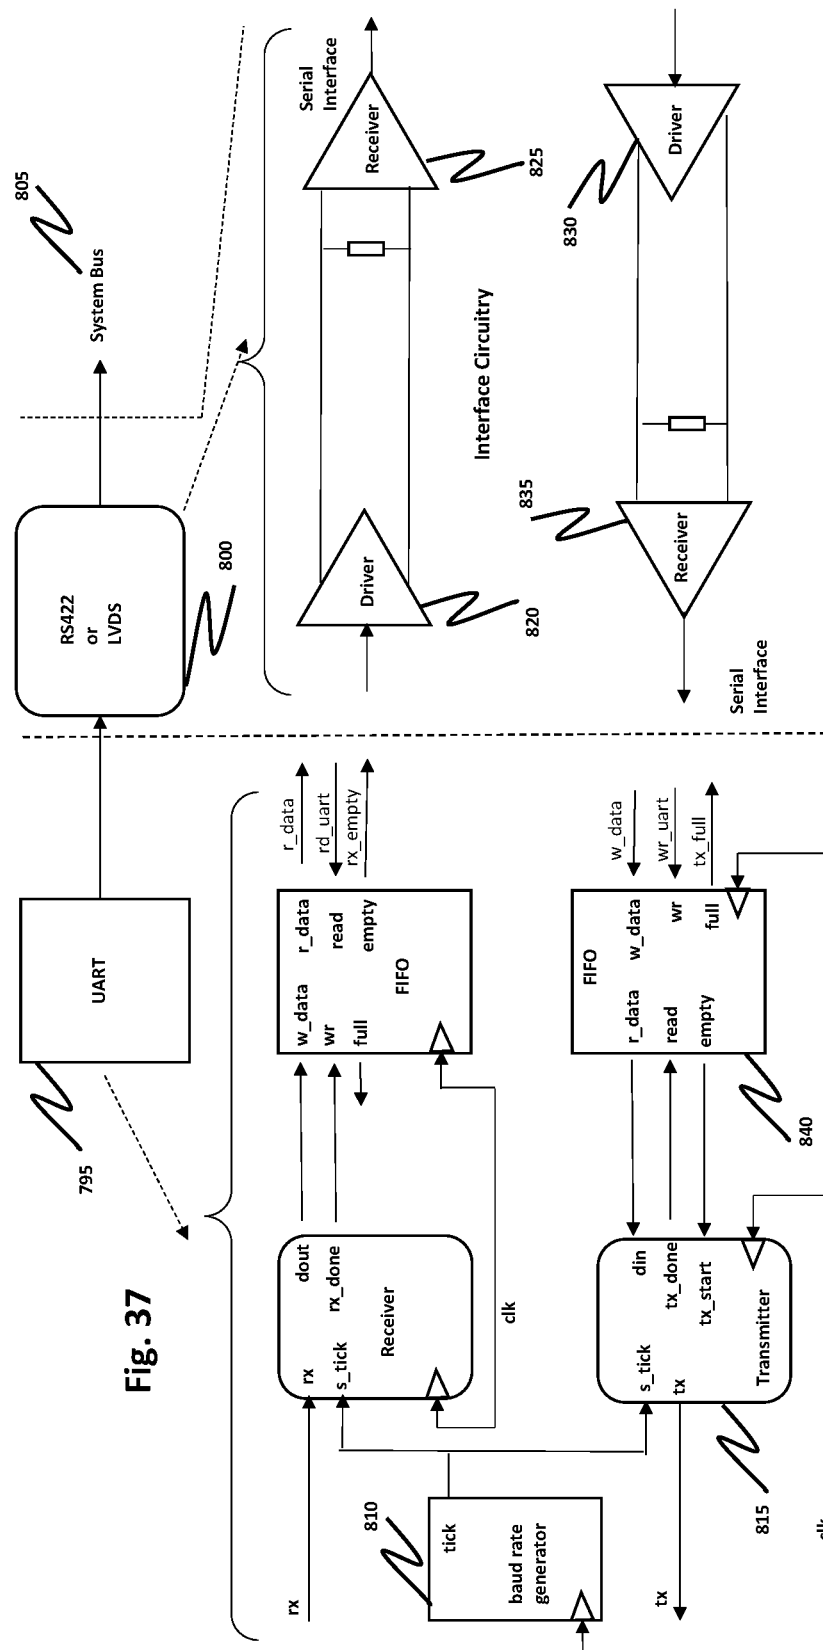 Fig. 37
795
UART
RS422
or
LVDS
800
System Bus
805
rx
810
tick
baud rate
generator
rx
s_tick
dout
rx_done
Receiver
clk
w_data
wr
full
r_data
read
empty
FIFO
r_data
rd_uart
rx_empty
tx
s_tick
tx
din
tx_done
tx_start
Transmitter
815
clk
FIFO
r_data
read
empty
w_data
wr
full
840
w_data
wr_uart
tx_full
Driver
820
Receiver
825
Serial
Interface
Interface Circuitry
Serial
Interface
Receiver
835
Driver
830